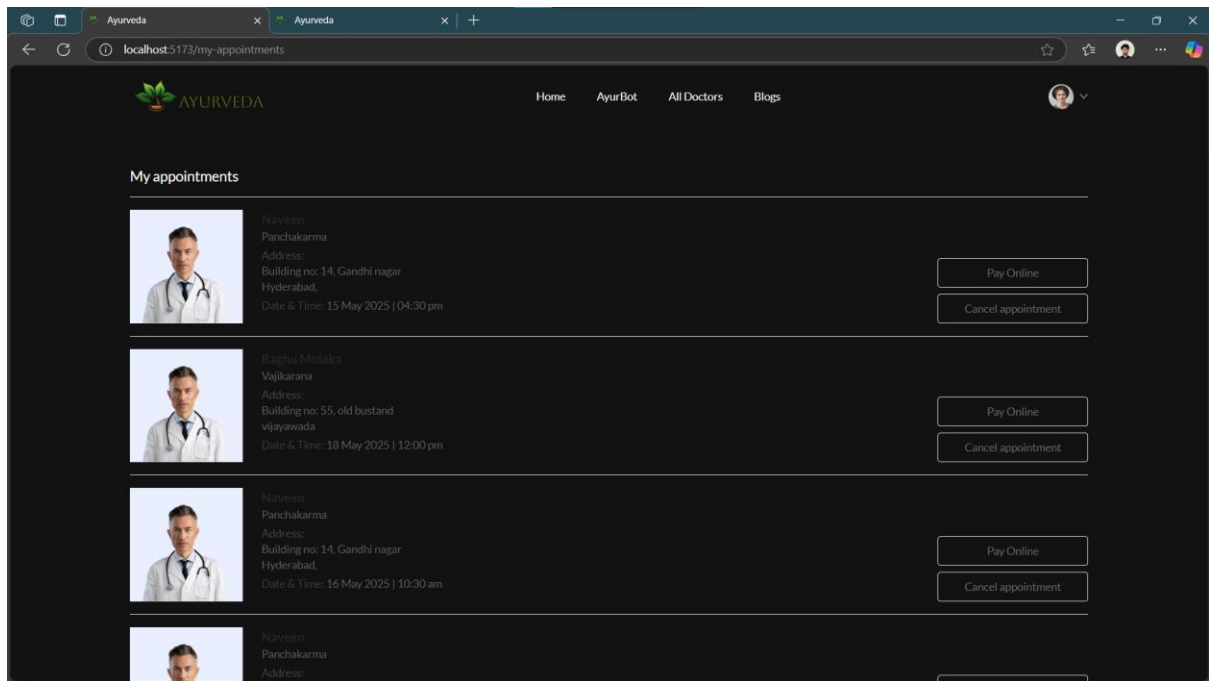 Ayurveda
Ayurveda
localhost:5173/my-appointments
AYURVEDA
Home AyurBot All Doctors Blogs
My appointments
Naveen
Panchakarma
Address:
Building no: 14, Gandhi nagar
Hyderabad,
Date & Time: 15 May 2025 | 04:30 pm
Pay Online
Cancel appointment
Raghu Molaka
Vajikarana
Address:
Building no: 55, old bustand
vijayawada
Date & Time: 18 May 2025 | 12:00 pm
Pay Online
Cancel appointment
Naveen
Panchakarma
Address:
Building no: 14, Gandhi nagar
Hyderabad,
Date & Time: 16 May 2025 | 10:30 am
Pay Online
Cancel appointment
Naveen
Panchakarma
Address: